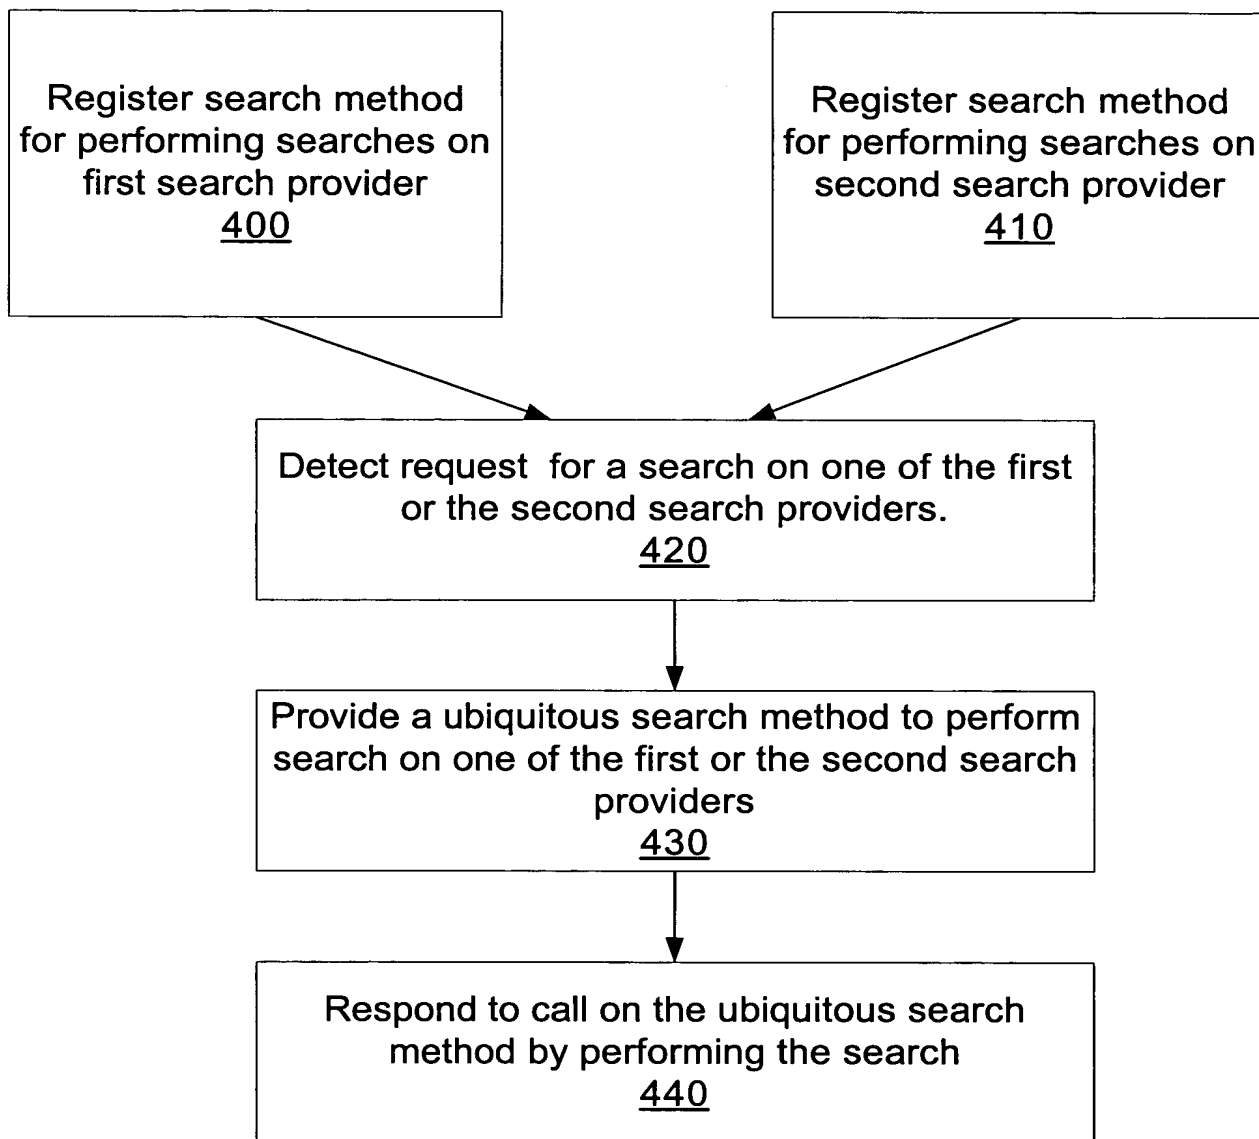 Register search method
for performing searches on
first search provider
400
Register search method
for performing searches on
second search provider
410
Detect request for a search on one of the first
or the second search providers.
420
Provide a ubiquitous search method to perform
search on one of the first or the second search
providers
430
Respond to call on the ubiquitous search
method by performing the search
440